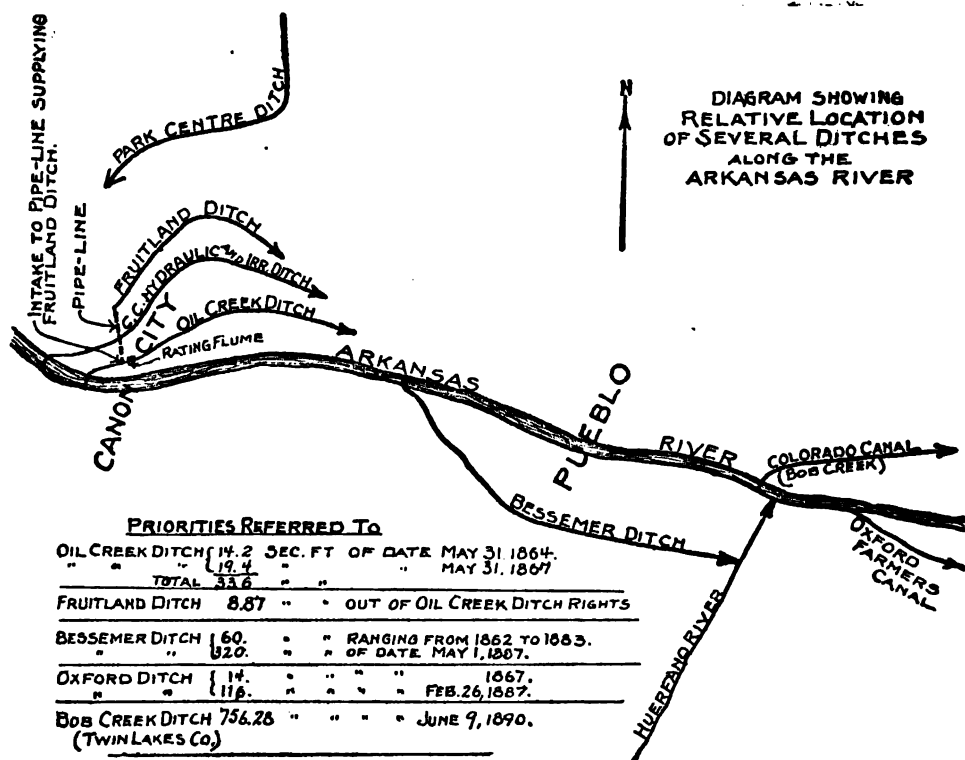 INTAKE TO PIPE-LINE SUPPLYING
FRUITLAND DITCH.
PIPE-LINE
PARK CENTRE DITCH
N
DIAGRAM SHOWING
RELATIVE LOCATION
OF SEVERAL DITCHES
ALONG THE
ARKANSAS RIVER
FRUITLAND DITCH
C.C. HYDRAULIC AND IRR. DITCH
OIL CREEK DITCH
RATING FLUME
CANON CITY
ARKANSAS RIVER
PUEBLO
COLORADO CANAL
(BOB CREEK)
BESSEMER DITCH
OXFORD
FARMERS
CANAL
HUERFANO RIVER
PRIORITIES REFERRED TO
OIL CREEK DITCH { 14.2 SEC. FT OF DATE MAY 31. 1864.
" " " { 19.4 " " MAY 31. 1867
TOTAL 33.6 " "
FRUITLAND DITCH 8.87 " " OUT OF OIL CREEK DITCH RIGHTS
BESSEMER DITCH { 60. " " RANGING FROM 1862 TO 1883.
" " { 320. " " OF DATE MAY 1, 1887.
OXFORD DITCH { 14. " " " " 1867.
" " { 116. " " " " FEB. 26, 1887.
BOB CREEK DITCH 756.28 " " " " JUNE 9, 1890.
(TWIN LAKES CO.)